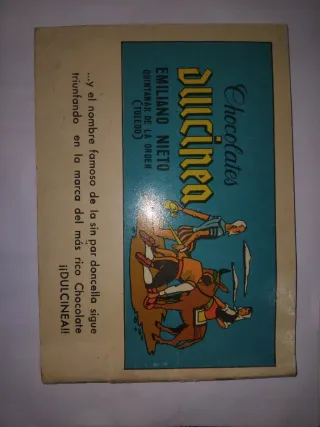 Chocolates
DULCINEA
EMILIANO NIETO
QUINTANAR DE LA ORDEN
(TOLEDO)
...y el nombre famoso de la sin par doncella sigue
triunfando en la marca del más rico Chocolate
¡¡DULCINEA!!